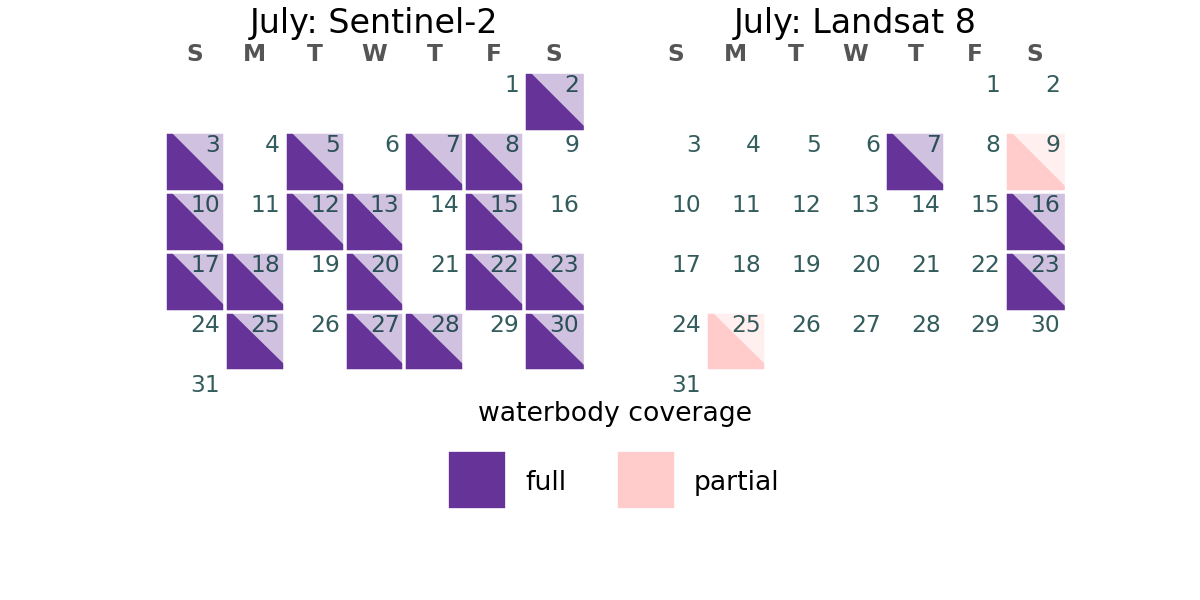 July: Sentinel-2
S M T W T F S
1 2
3 4 5 6 7 8 9
10 11 12 13 14 15 16
17 18 19 20 21 22 23
24 25 26 27 28 29 30
31
July: Landsat 8
S M T W T F S
1 2
3 4 5 6 7 8 9
10 11 12 13 14 15 16
17 18 19 20 21 22 23
24 25 26 27 28 29 30
31
waterbody coverage
full partial